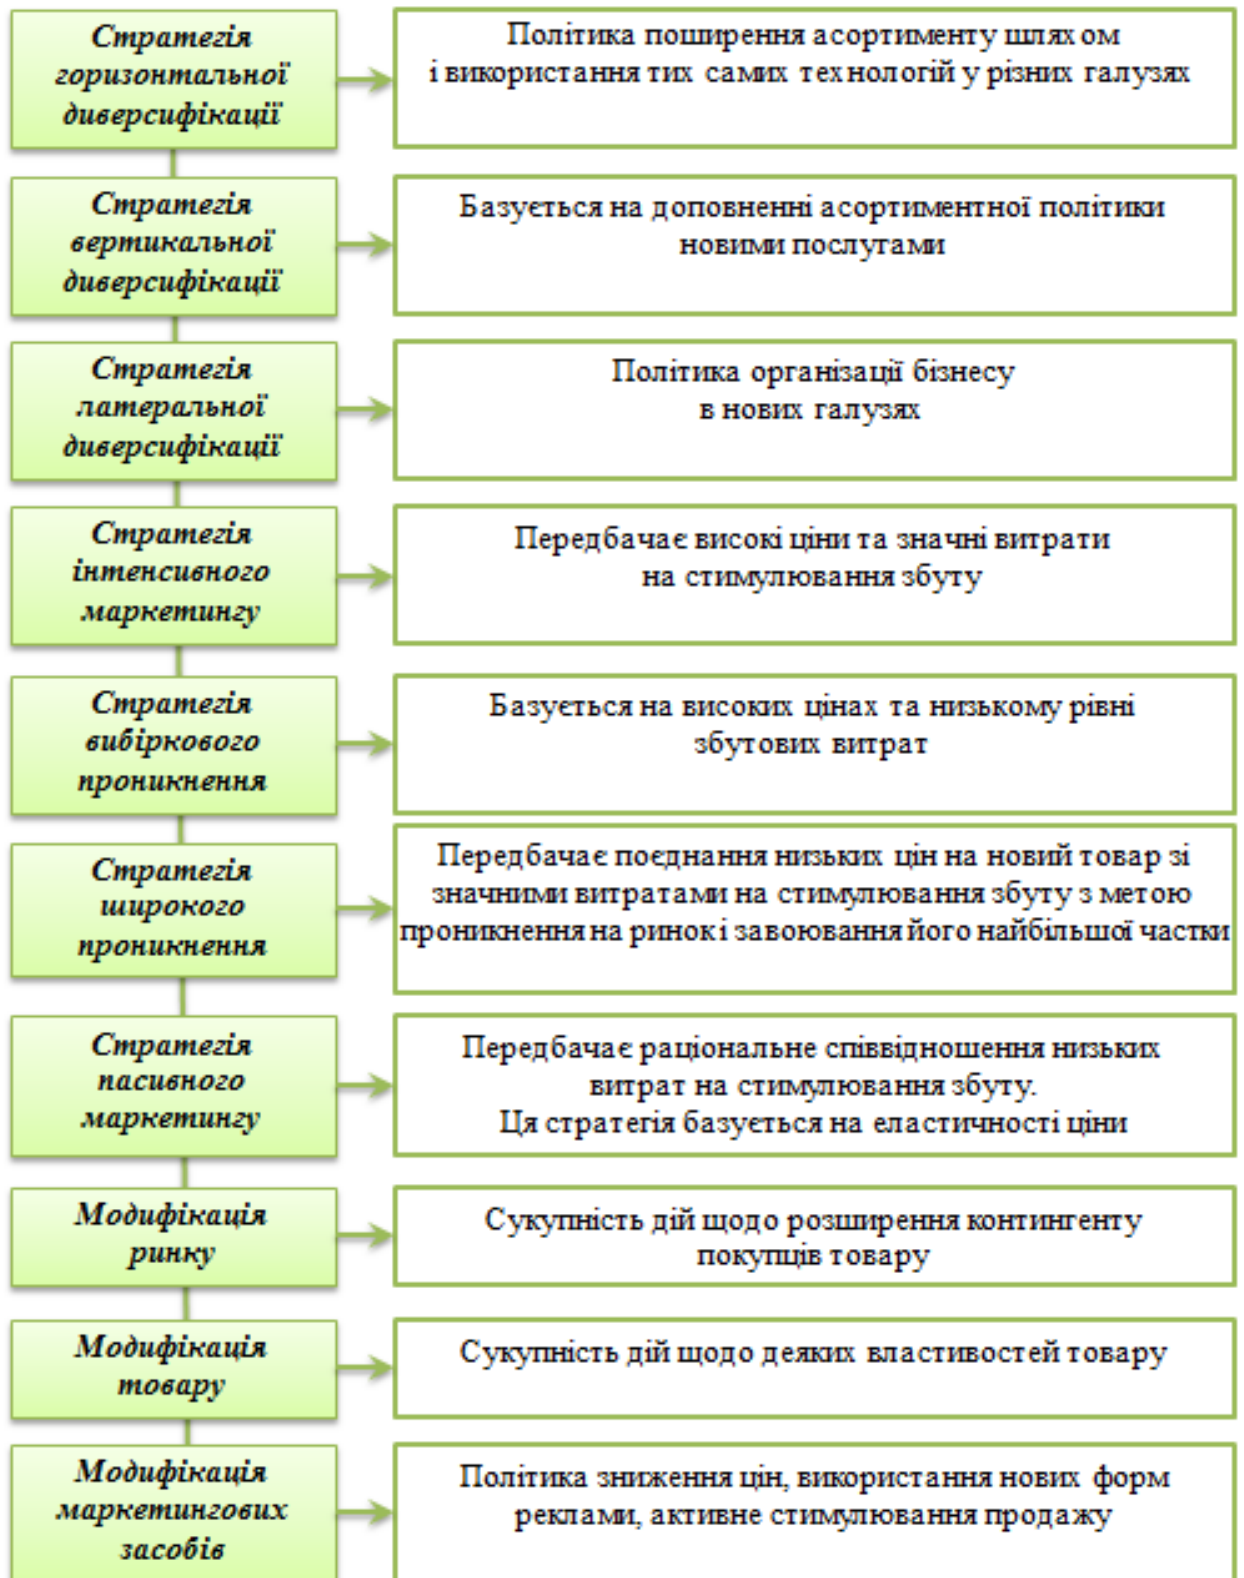 Стратегія
горизонтальної
диверсифікації
Політика поширення асортименту шляхом
і використання тих самих технологій у різних галузях
Стратегія
вертикальної
диверсифікації
Базується на доповненні асортиментної політики
новими послугами
Стратегія
латеральної
диверсифікації
Політика організації бізнесу
в нових галузях
Стратегія
інтенсивного
маркетингу
Передбачає високі ціни та значні витрати
на стимулювання збуту
Стратегія
вибіркового
проникнення
Базується на високих цінах та низькому рівні
збутових витрат
Стратегія
широкого
проникнення
Передбачає поєднання низьких цін на новий товар зі
значними витратами на стимулювання збуту з метою
проникнення на ринок і завоювання його найбільшої частки
Стратегія
пасивного
маркетингу
Передбачає раціональне співвідношення низьких
витрат на стимулювання збуту.
Ця стратегія базується на еластичності ціни
Модифікація
ринку
Сукупність дій щодо розширення контингенту
покупців товару
Модифікація
товару
Сукупність дій щодо деяких властивостей товару
Модифікація
маркетингових
засобів
Політика зниження цін, використання нових форм
реклами, активне стимулювання продажу